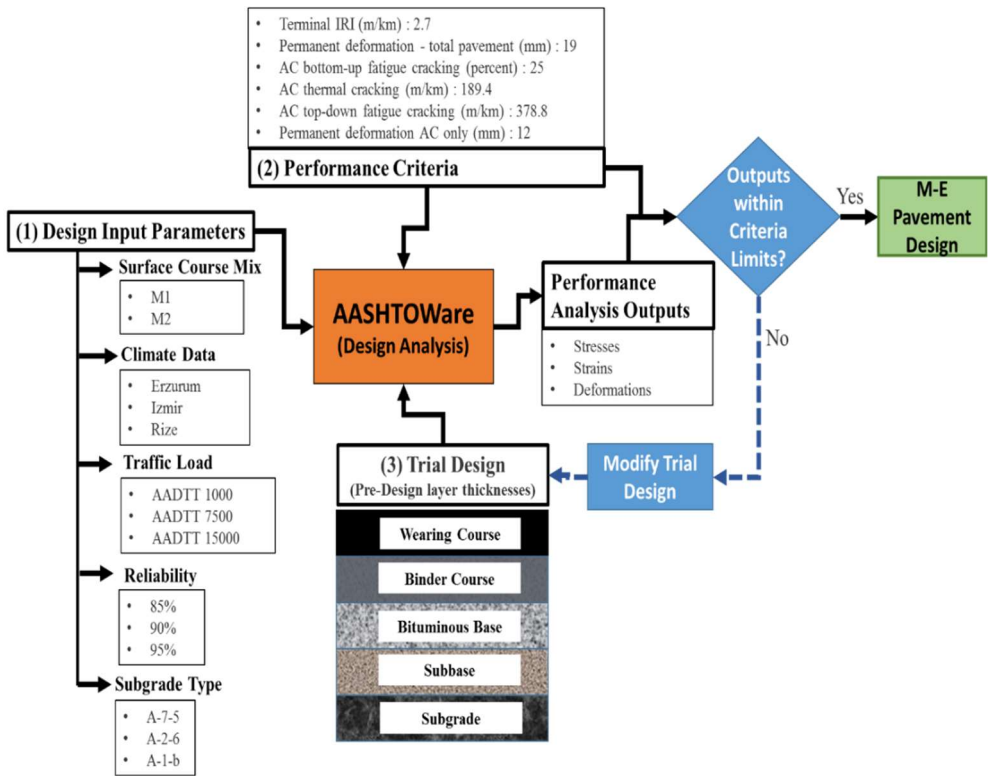 • Terminal IRI (m/km) : 2.7
• Permanent deformation - total pavement (mm) : 19
• AC bottom-up fatigue cracking (percent) : 25
• AC thermal cracking (m/km) : 189.4
• AC top-down fatigue cracking (m/km) : 378.8
• Permanent deformation AC only (mm) : 12
(2) Performance Criteria
(1) Design Input Parameters
Surface Course Mix
• M1
• M2
Climate Data
• Erzurum
• Izmir
• Rize
Traffic Load
• AADTT 1000
• AADTT 7500
• AADTT 15000
Reliability
• 85%
• 90%
• 95%
Subgrade Type
• A-7-5
• A-2-6
• A-1-b
AASHTOWare
(Design Analysis)
Performance
Analysis Outputs
• Stresses
• Strains
• Deformations
Outputs
within
Criteria
Limits?
Yes
M-E
Pavement
Design
No
Modify Trial
Design
(3) Trial Design
(Pre-Design layer thicknesses)
Wearing Course
Binder Course
Bituminous Base
Subbase
Subgrade